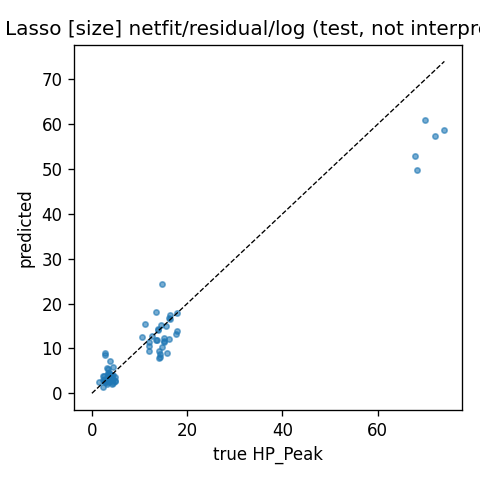 Lasso [size] netfit/residual/log (test, not interpre
70
60
50
40
30
20
10
0
predicted
0 20 40 60
true HP_Peak